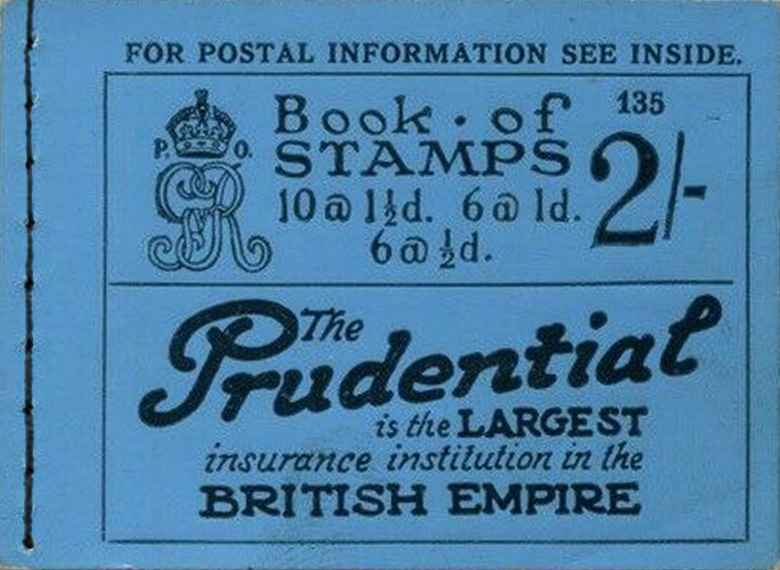 FOR POSTAL INFORMATION SEE INSIDE.
P. O.
GR
Book · of
STAMPS
10 @ 1½d. 6 @ 1d.
6 @ ½d.
135
2/-
The
Prudential
is the LARGEST
insurance institution in the
BRITISH EMPIRE